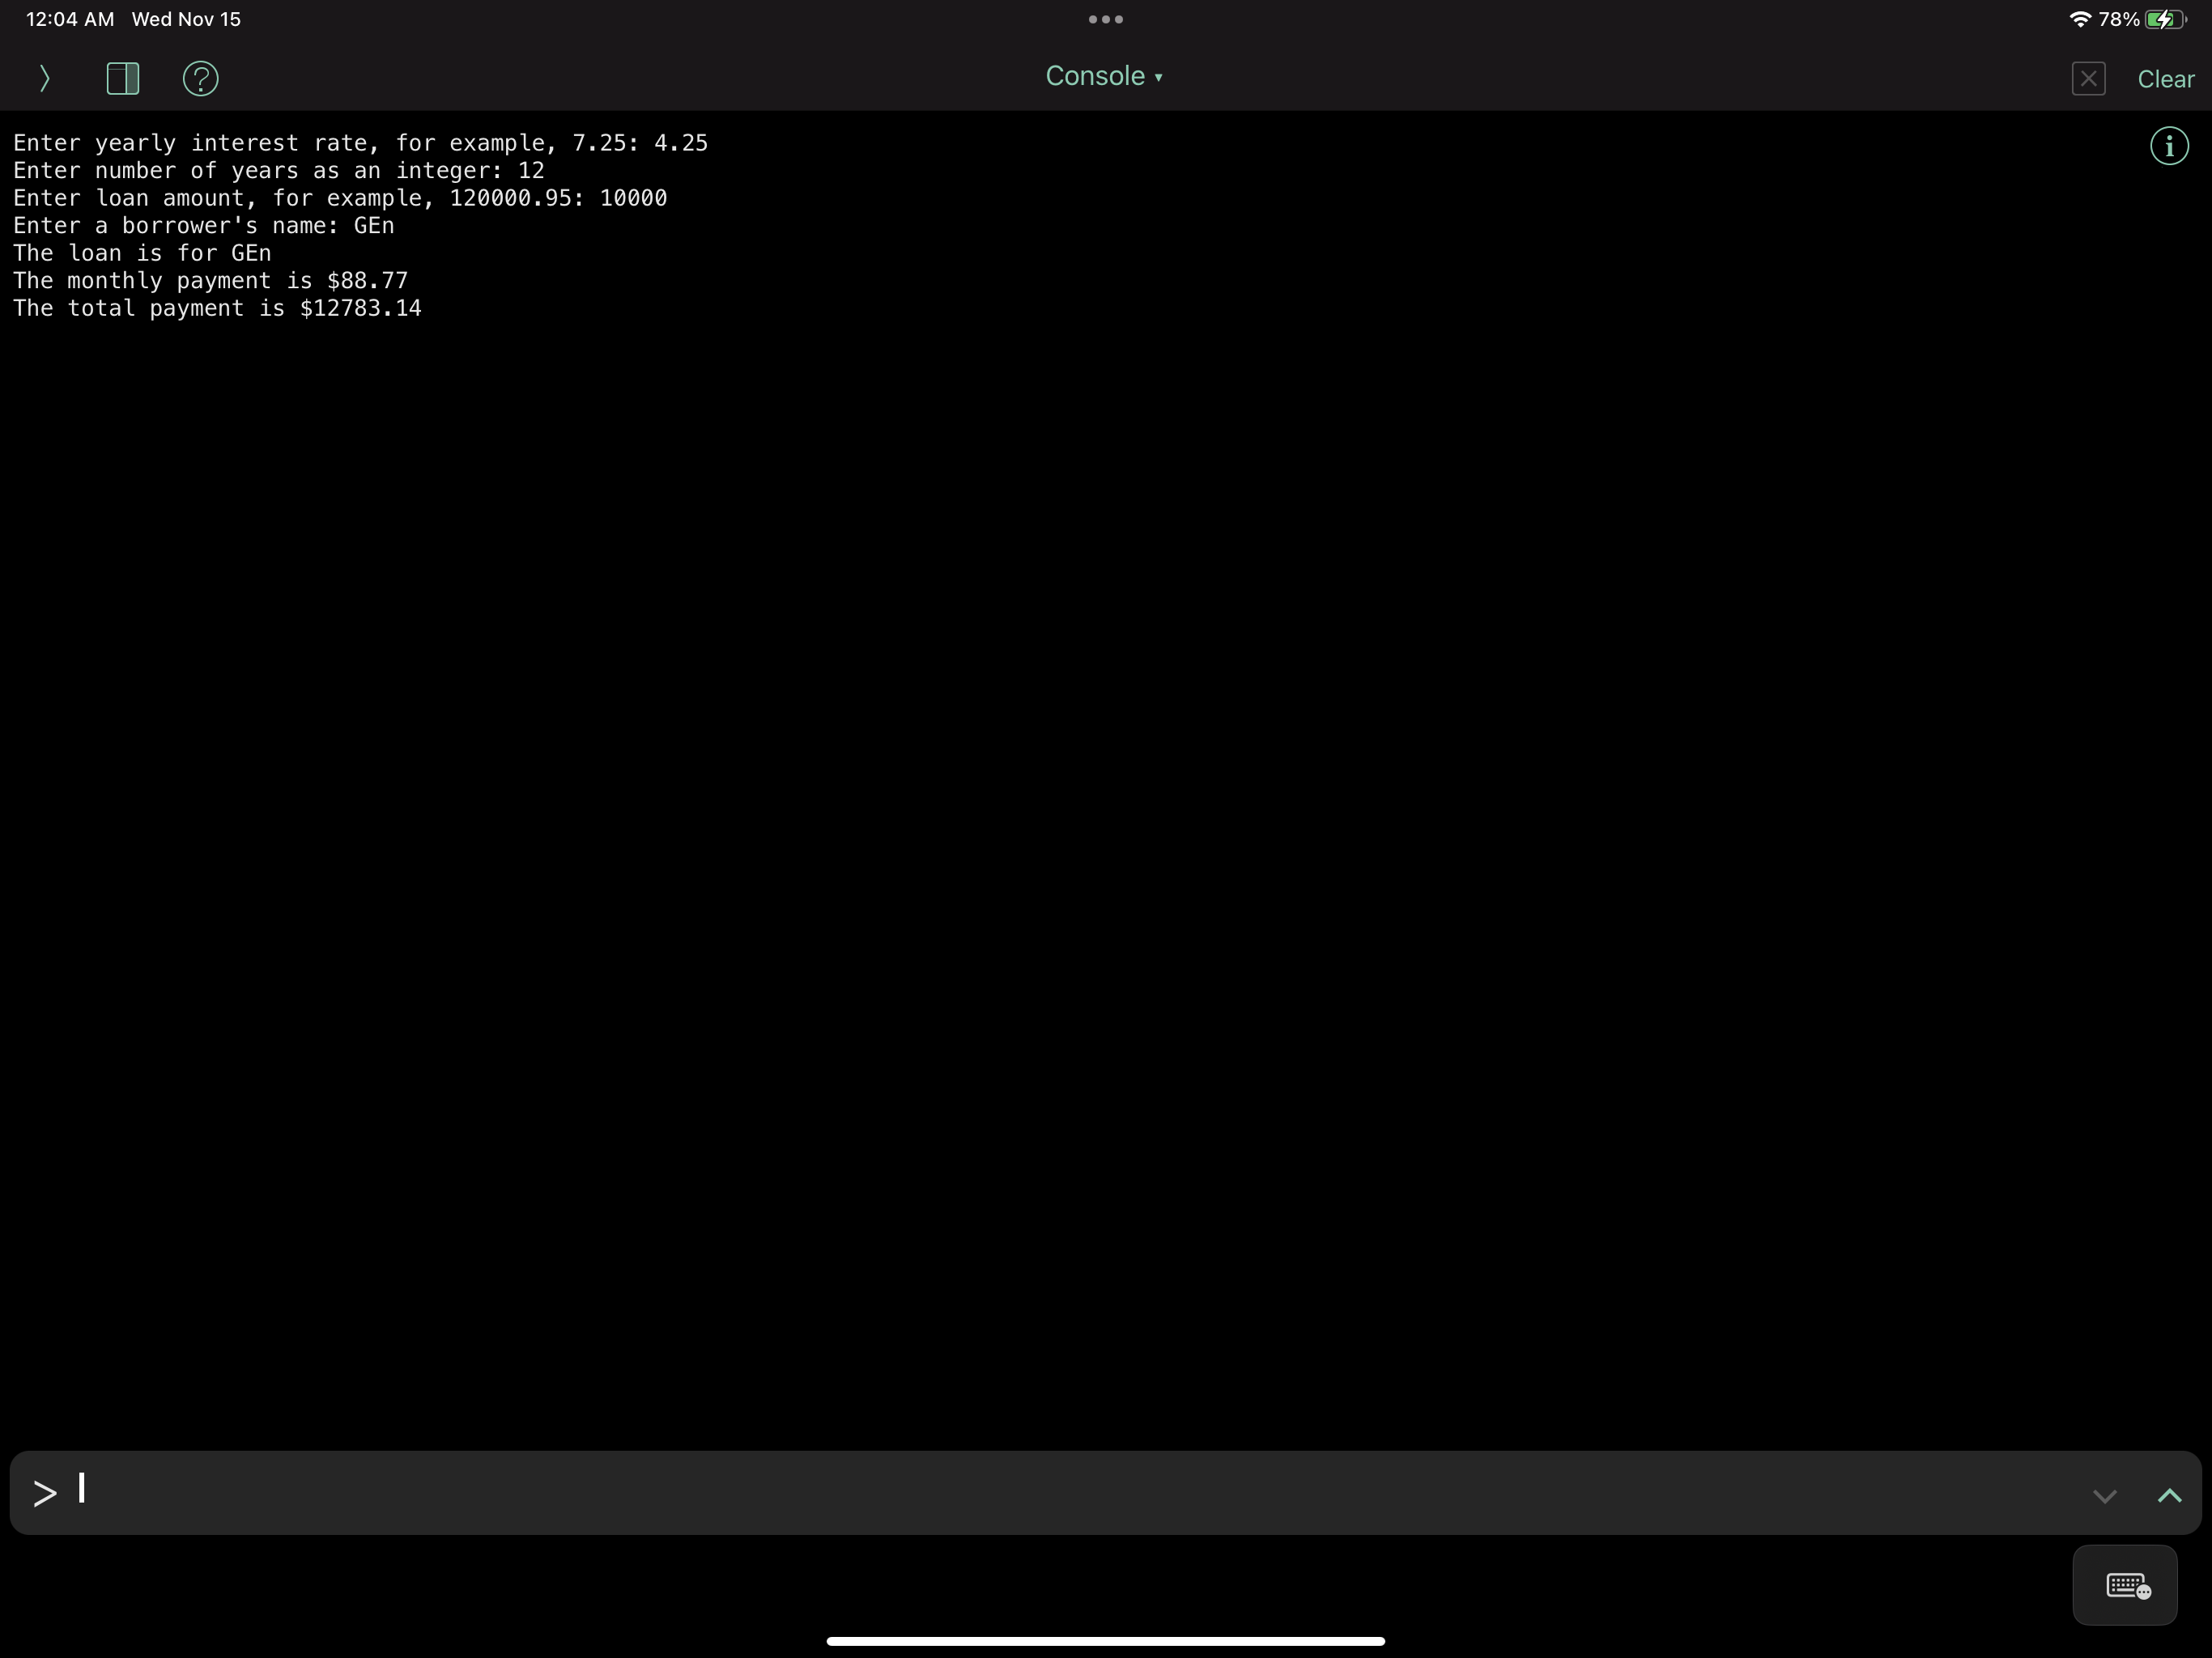 12:04 AM Wed Nov 15
78%
Console
Clear
Enter yearly interest rate, for example, 7.25: 4.25
Enter number of years as an integer: 12
Enter loan amount, for example, 120000.95: 10000
Enter a borrower's name: GEn
The loan is for GEn
The monthly payment is $88.77
The total payment is $12783.14
>